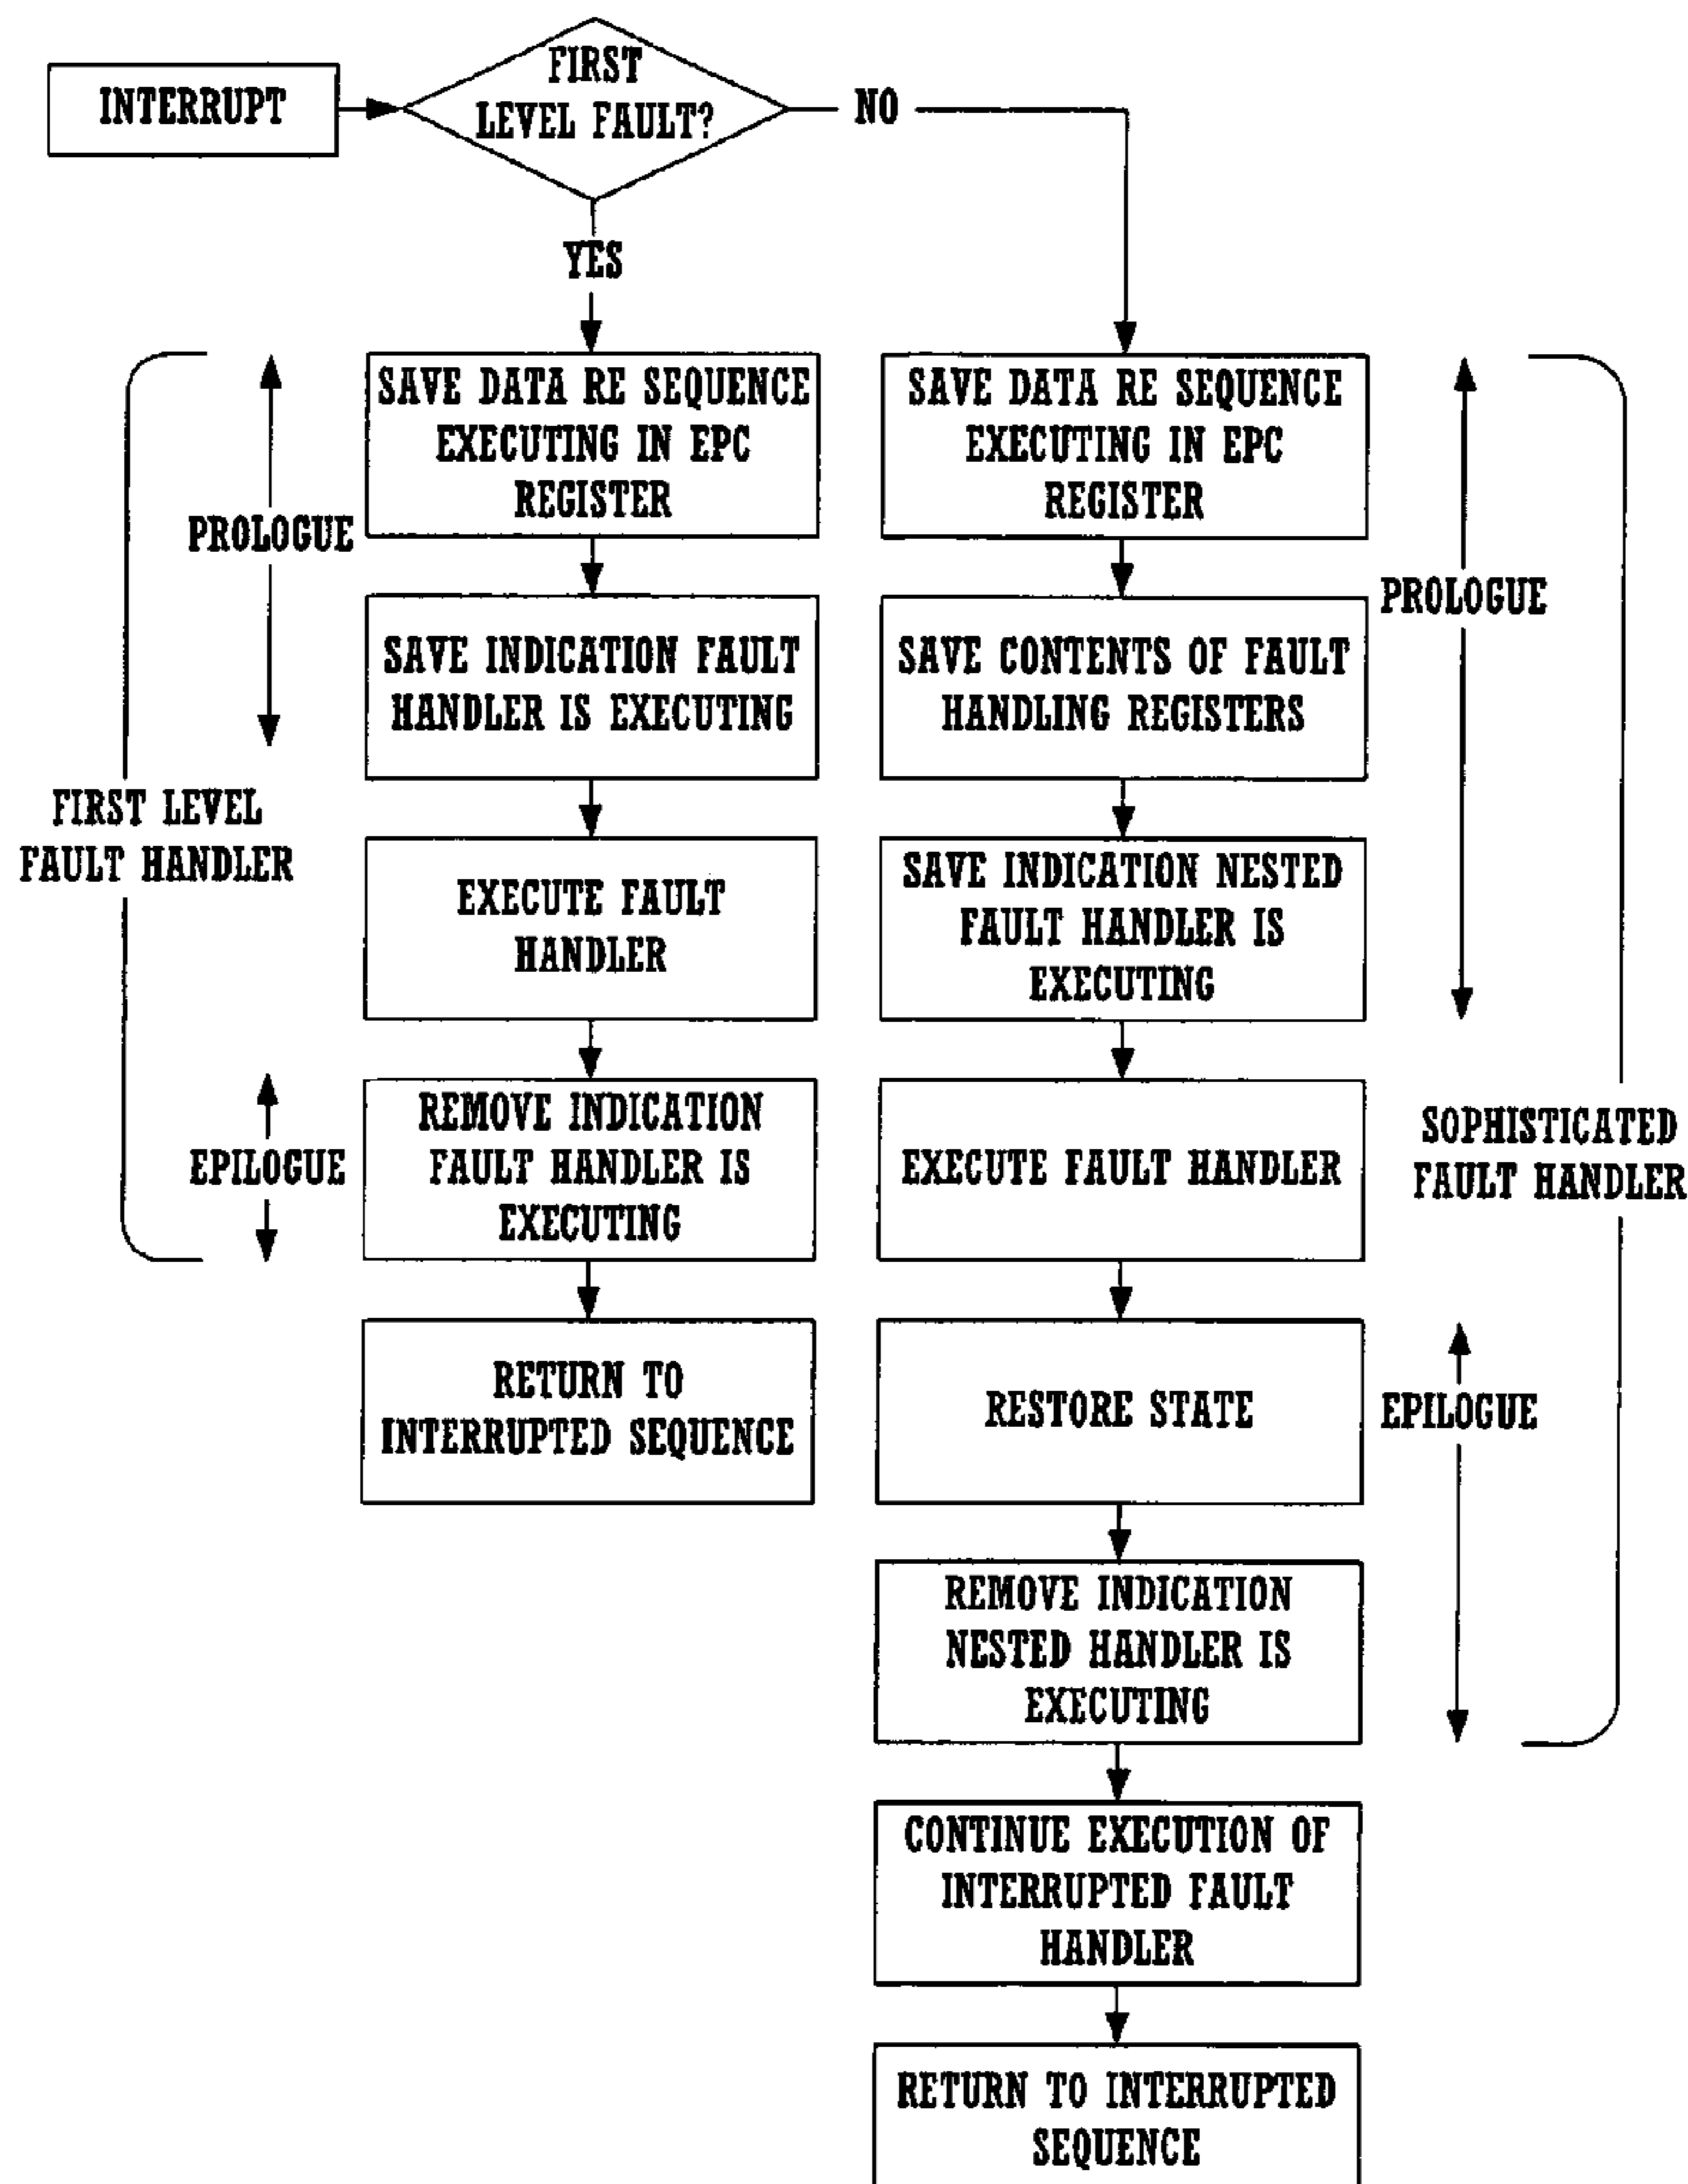 INTERRUPT
FIRST
LEVEL FAULT?
NO
YES
FIRST LEVEL
FAULT HANDLER
PROLOGUE
SAVE DATA RE SEQUENCE
EXECUTING IN EPC
REGISTER
SAVE INDICATION FAULT
HANDLER IS EXECUTING
EXECUTE FAULT
HANDLER
EPILOGUE
REMOVE INDICATION
FAULT HANDLER IS
EXECUTING
RETURN TO
INTERRUPTED SEQUENCE
SAVE DATA RE SEQUENCE
EXECUTING IN EPC
REGISTER
PROLOGUE
SAVE CONTENTS OF FAULT
HANDLING REGISTERS
SAVE INDICATION NESTED
FAULT HANDLER IS
EXECUTING
EXECUTE FAULT HANDLER
SOPHISTICATED
FAULT HANDLER
RESTORE STATE
EPILOGUE
REMOVE INDICATION
NESTED HANDLER IS
EXECUTING
CONTINUE EXECUTION OF
INTERRUPTED FAULT
HANDLER
RETURN TO INTERRUPTED
SEQUENCE